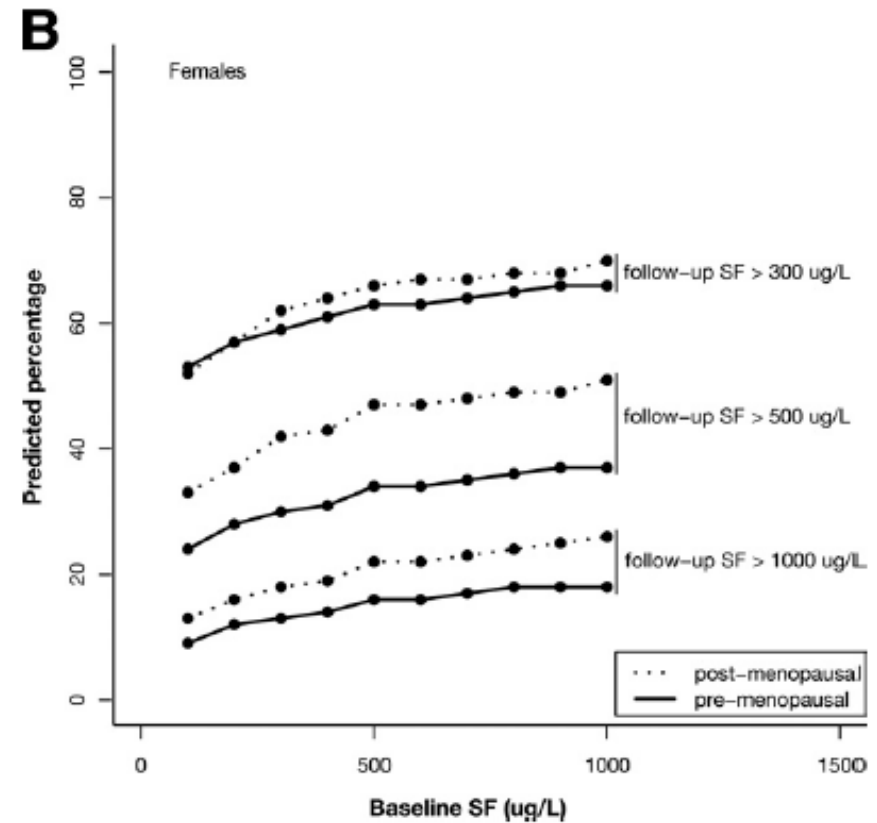 B
Females
100
80
60
40
20
0
Predicted percentage
follow-up SF > 300 ug/L
follow-up SF > 500 ug/L
follow-up SF > 1000 ug/L
post-menopausal
pre-menopausal
0
500
1000
1500
Baseline SF (ug/L)